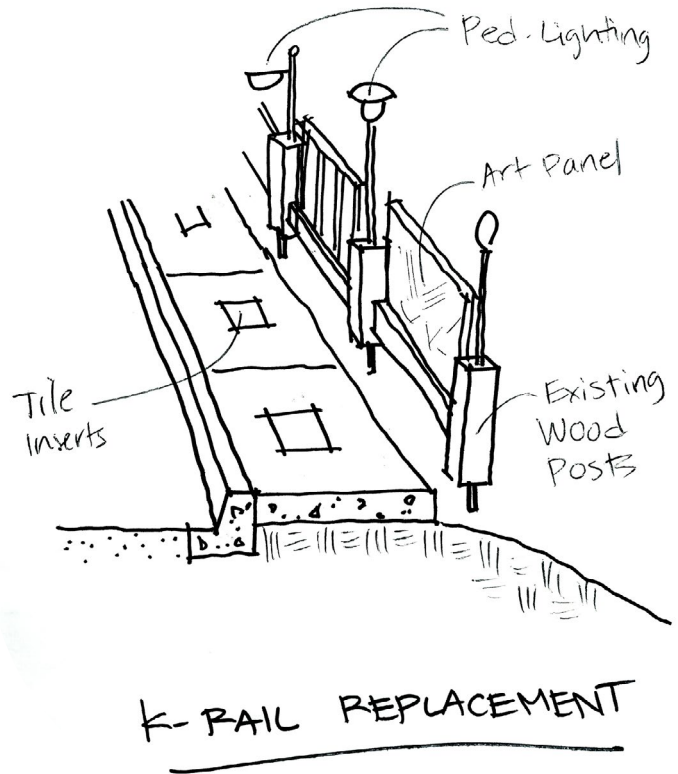 Ped. Lighting
Art Panel
Tile
Inserts
Existing
Wood
Posts
K-RAIL REPLACEMENT